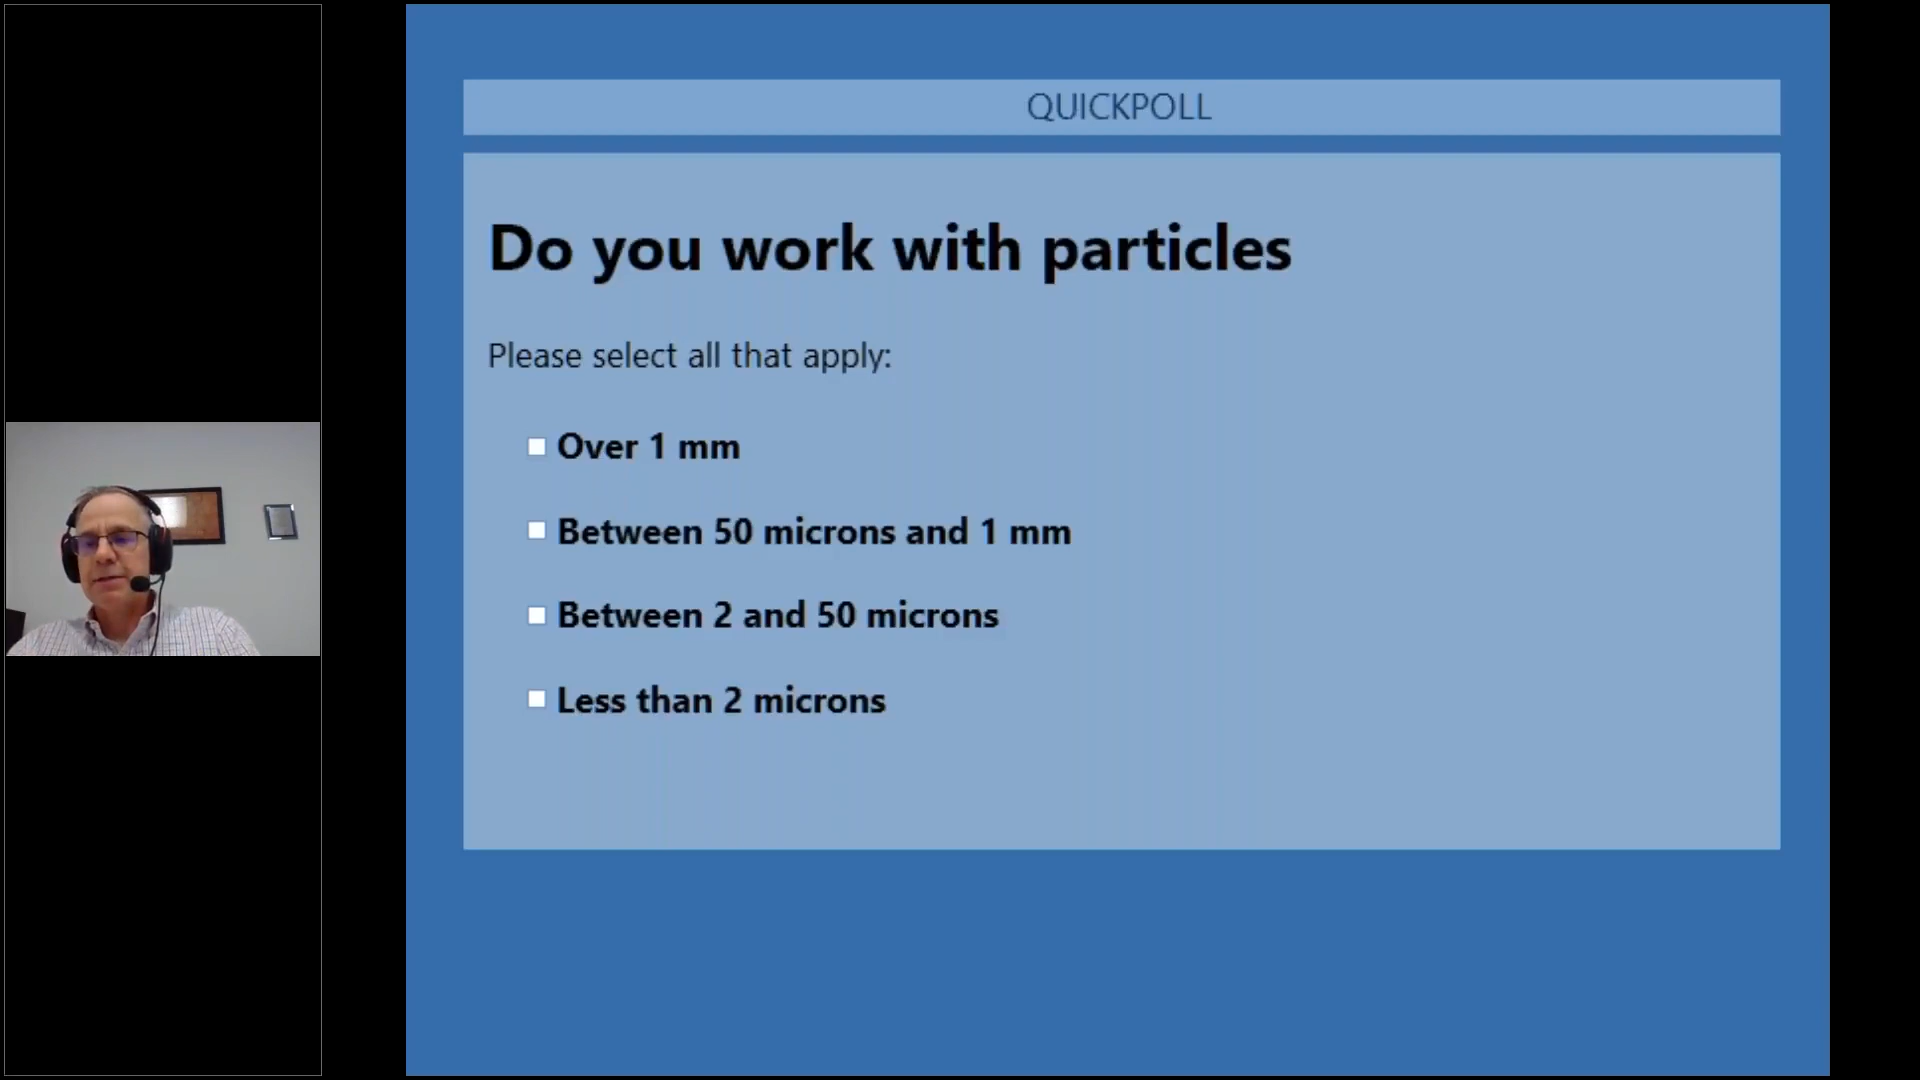 QUICKPOLL
Do you work with particles
Please select all that apply:
Over 1 mm
Between 50 microns and 1 mm
Between 2 and 50 microns
Less than 2 microns